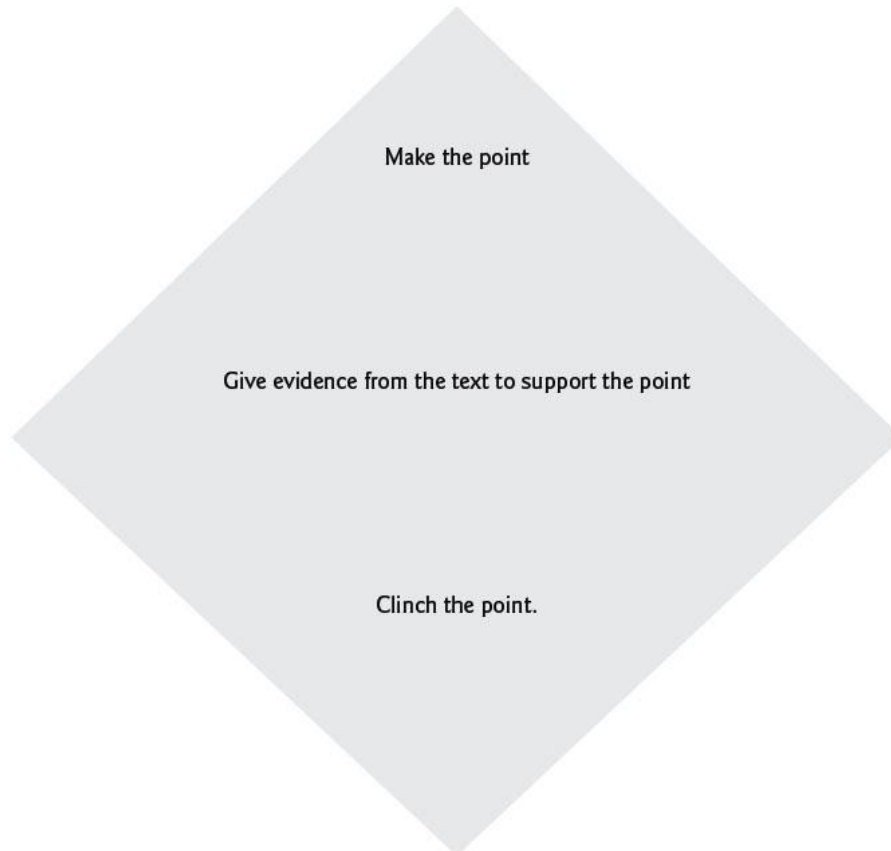 Make the point
Give evidence from the text to support the point
Clinch the point.